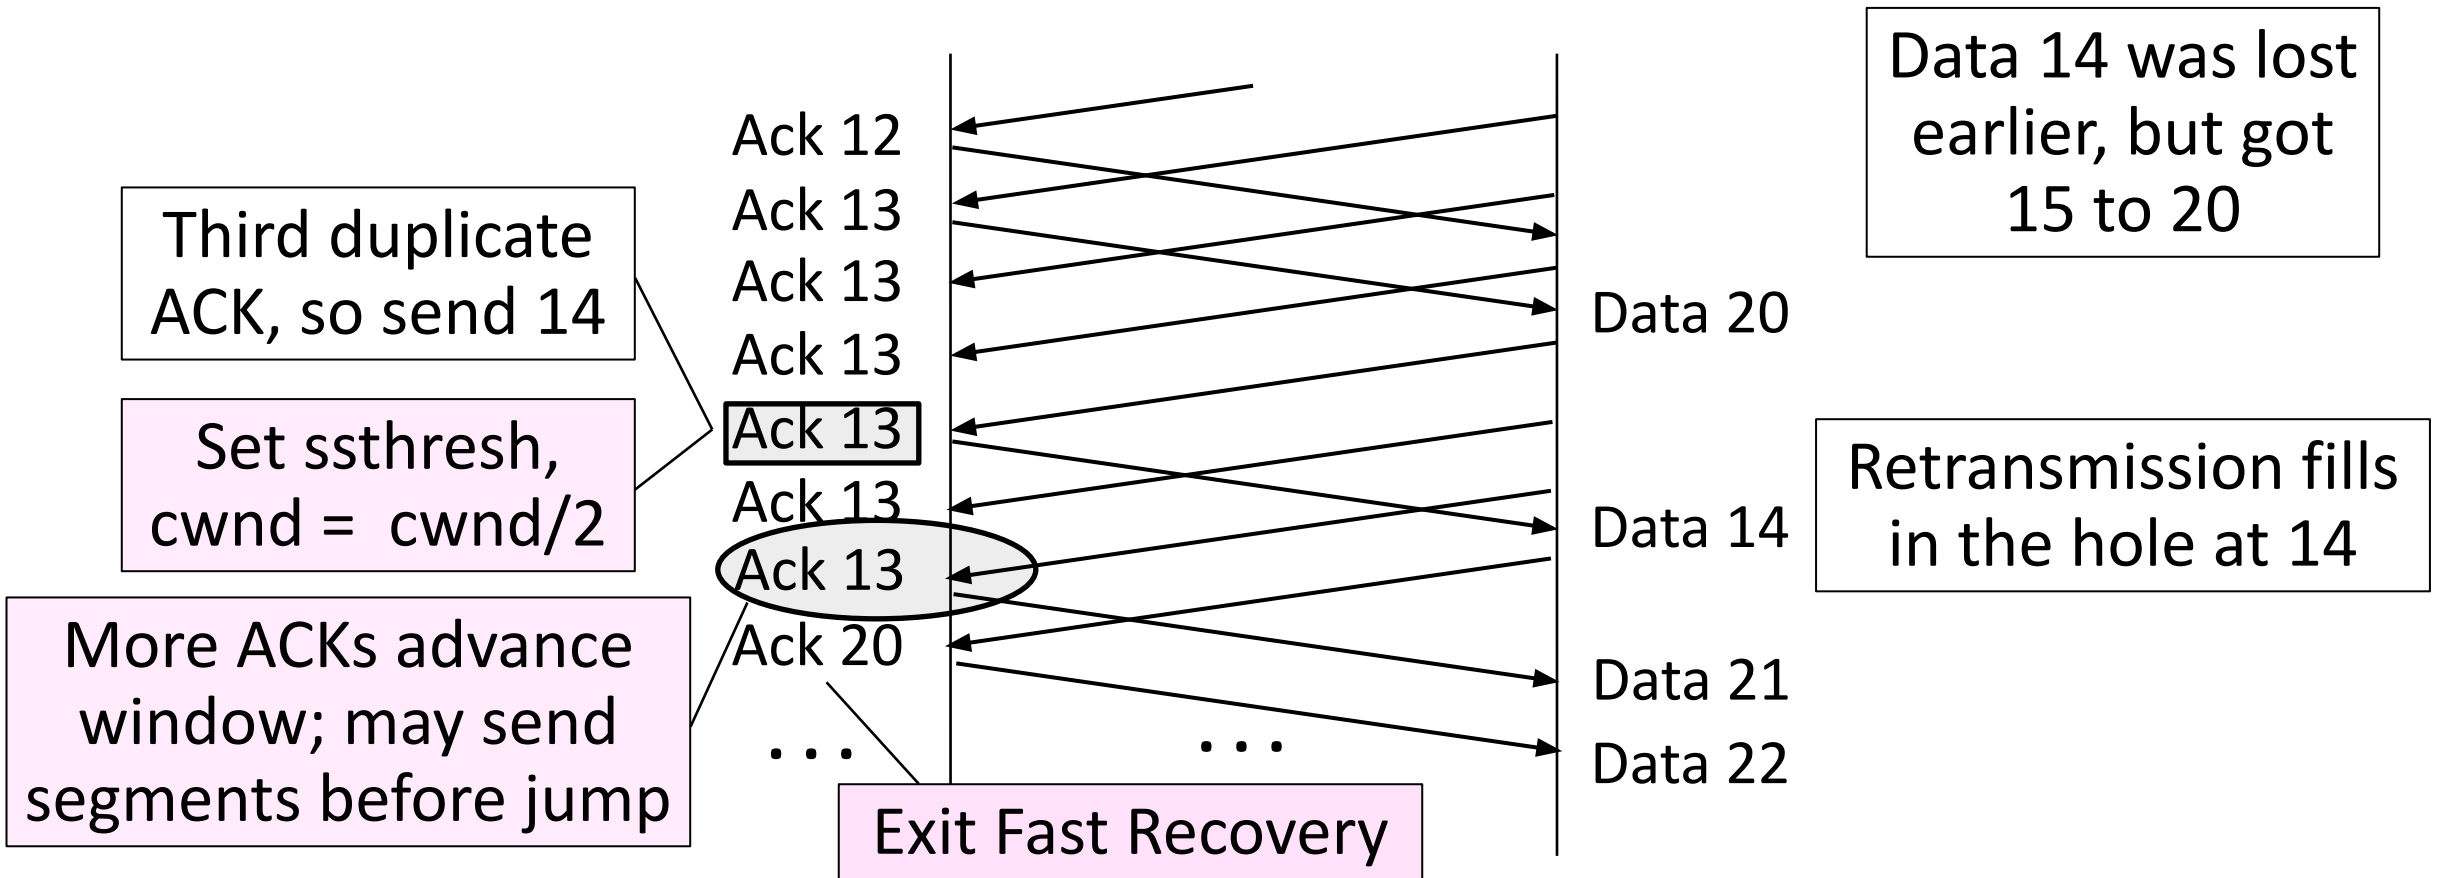 Data 14 was lost
earlier, but got
15 to 20
Ack 12
Ack 13
Ack 13
Ack 13
Ack 13
Ack 13
Ack 13
Ack 20
. . .
Third duplicate
ACK, so send 14
Set ssthresh,
cwnd = cwnd/2
More ACKs advance
window; may send
segments before jump
Exit Fast Recovery
. . .
Data 20
Data 14
Data 21
Data 22
Retransmission fills
in the hole at 14